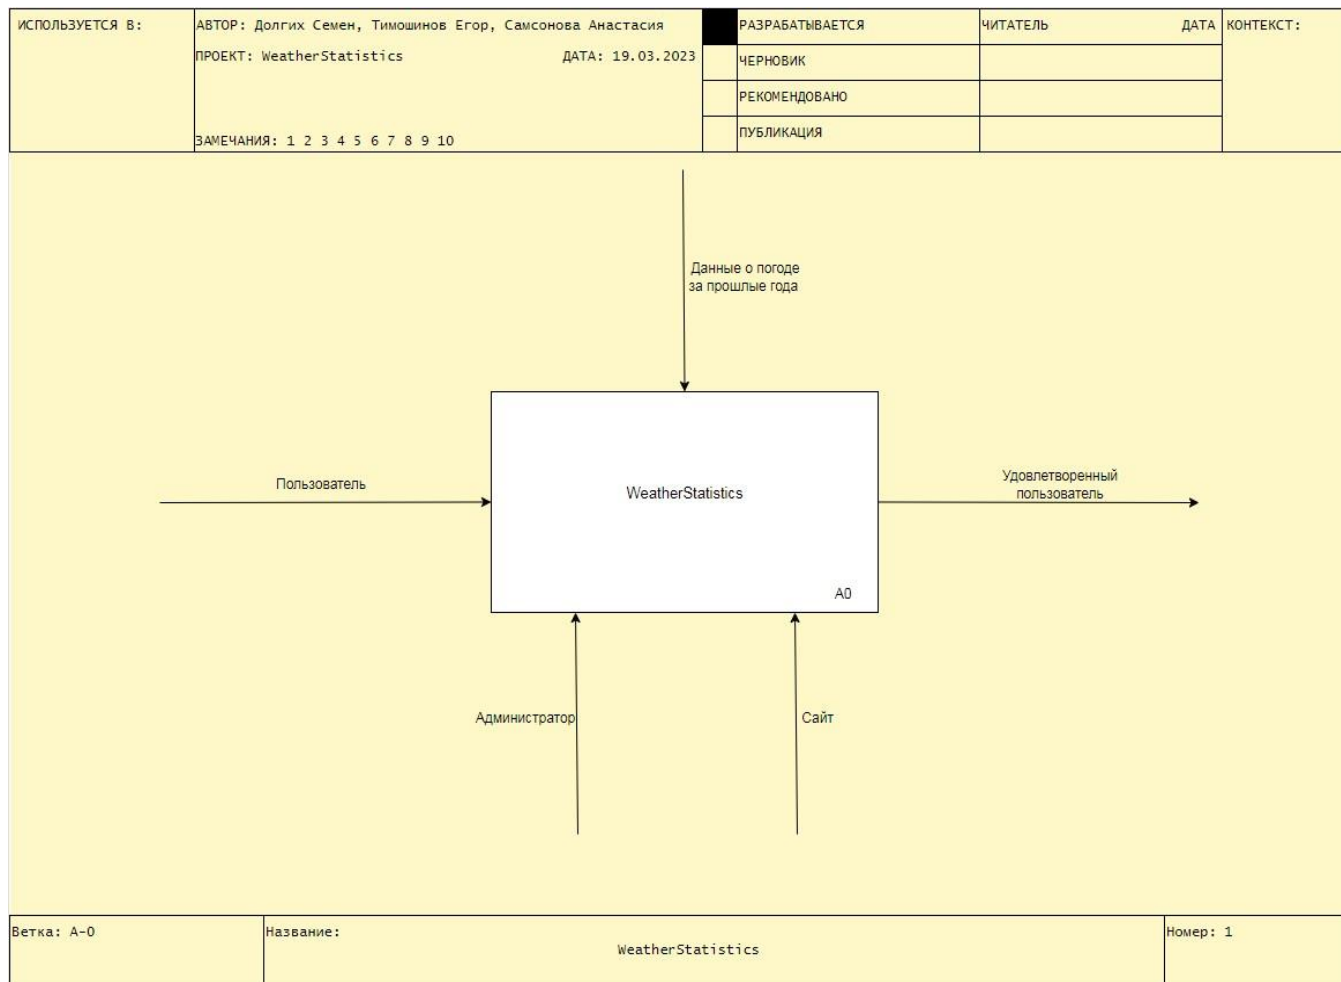 ИСПОЛЬЗУЕТСЯ В:
АВТОР: Долгих Семен, Тимошинов Егор, Самсонова Анастасия
ПРОЕКТ: WeatherStatistics
ДАТА: 19.03.2023
ЗАМЕЧАНИЯ: 1 2 3 4 5 6 7 8 9 10
РАЗРАБАТЫВАЕТСЯ
ЧЕРНОВИК
РЕКОМЕНДОВАНО
ПУБЛИКАЦИЯ
ЧИТАТЕЛЬ
ДАТА
КОНТЕКСТ:
Данные о погоде
за прошлые года
Пользователь
WeatherStatistics
A0
Удовлетворенный
пользователь
Администратор
Сайт
Ветка: A-0
Название:
WeatherStatistics
Номер: 1